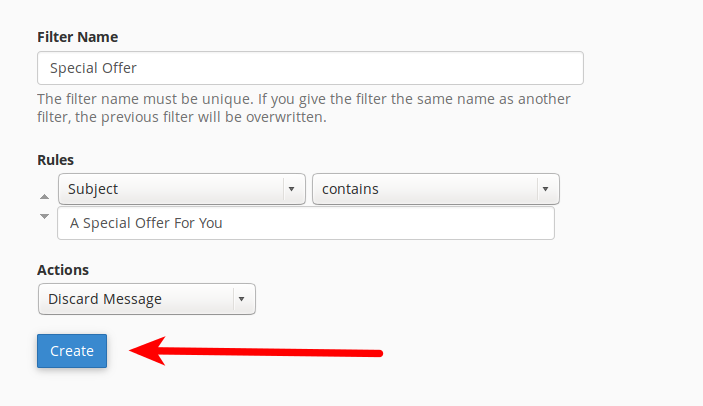 Filter Name
Special Offer
The filter name must be unique. If you give the filter the same name as another
filter, the previous filter will be overwritten.
Rules
Subject contains
A Special Offer For You
Actions
Discard Message
Create